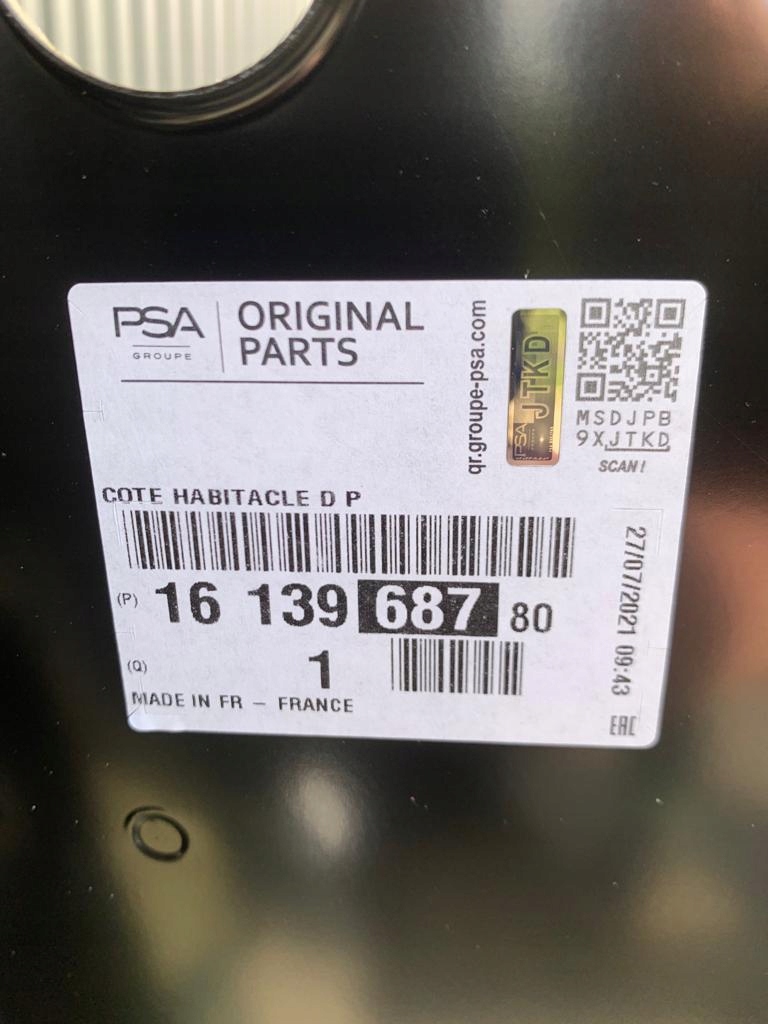 PSA
GROUPE
ORIGINAL
PARTS
qr.groupe-psa.com
PSA
JTKD
MSDJPB
9XJTKD
SCAN!
COTE HABITACLE D P
(P) 16 139 687 80
(Q) 1
MADE IN FR – FRANCE
27/07/2021 09:43
EAC